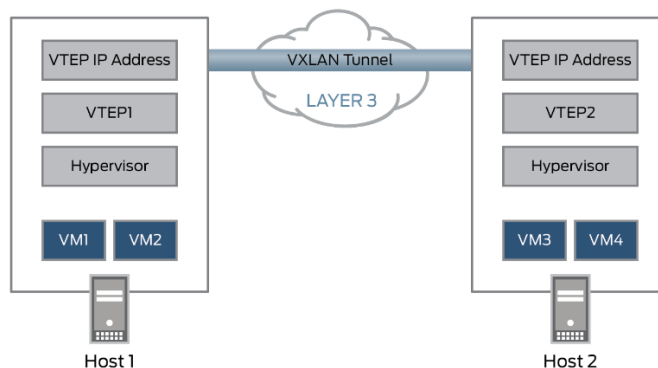 VTEP IP Address
VTEP1
Hypervisor
VM1 VM2
Host 1
VXLAN Tunnel
LAYER 3
VTEP IP Address
VTEP2
Hypervisor
VM3 VM4
Host 2